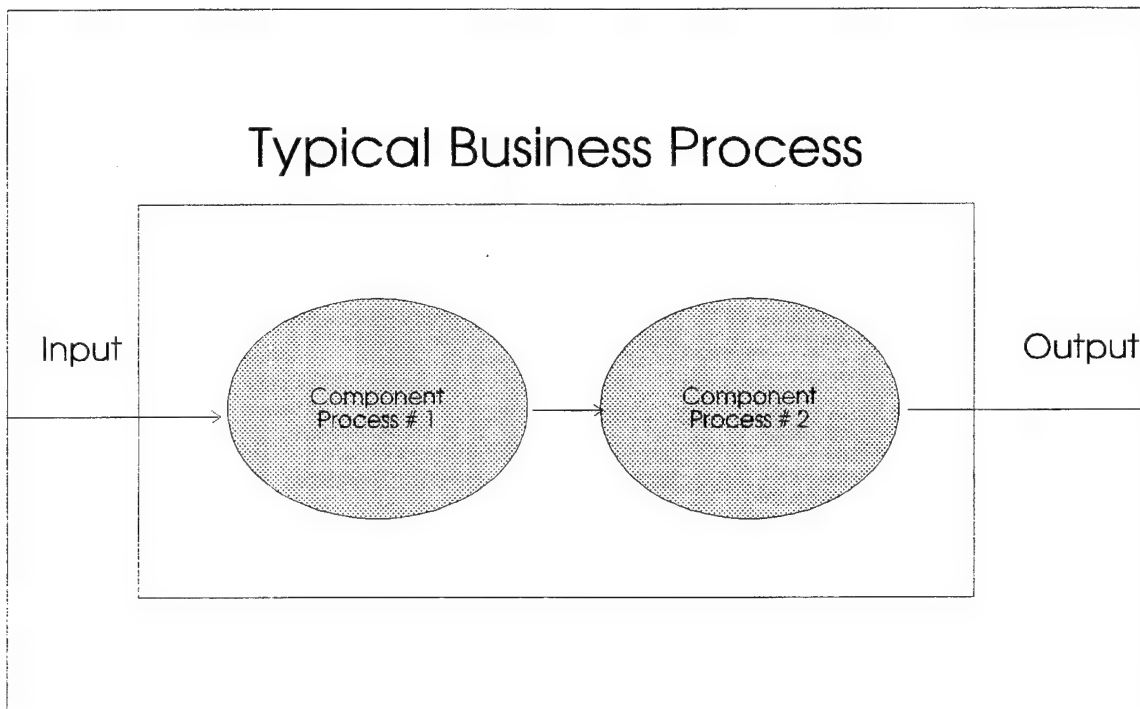 Typical Business Process
Input
Output
Component
Process # 1
Component
Process # 2